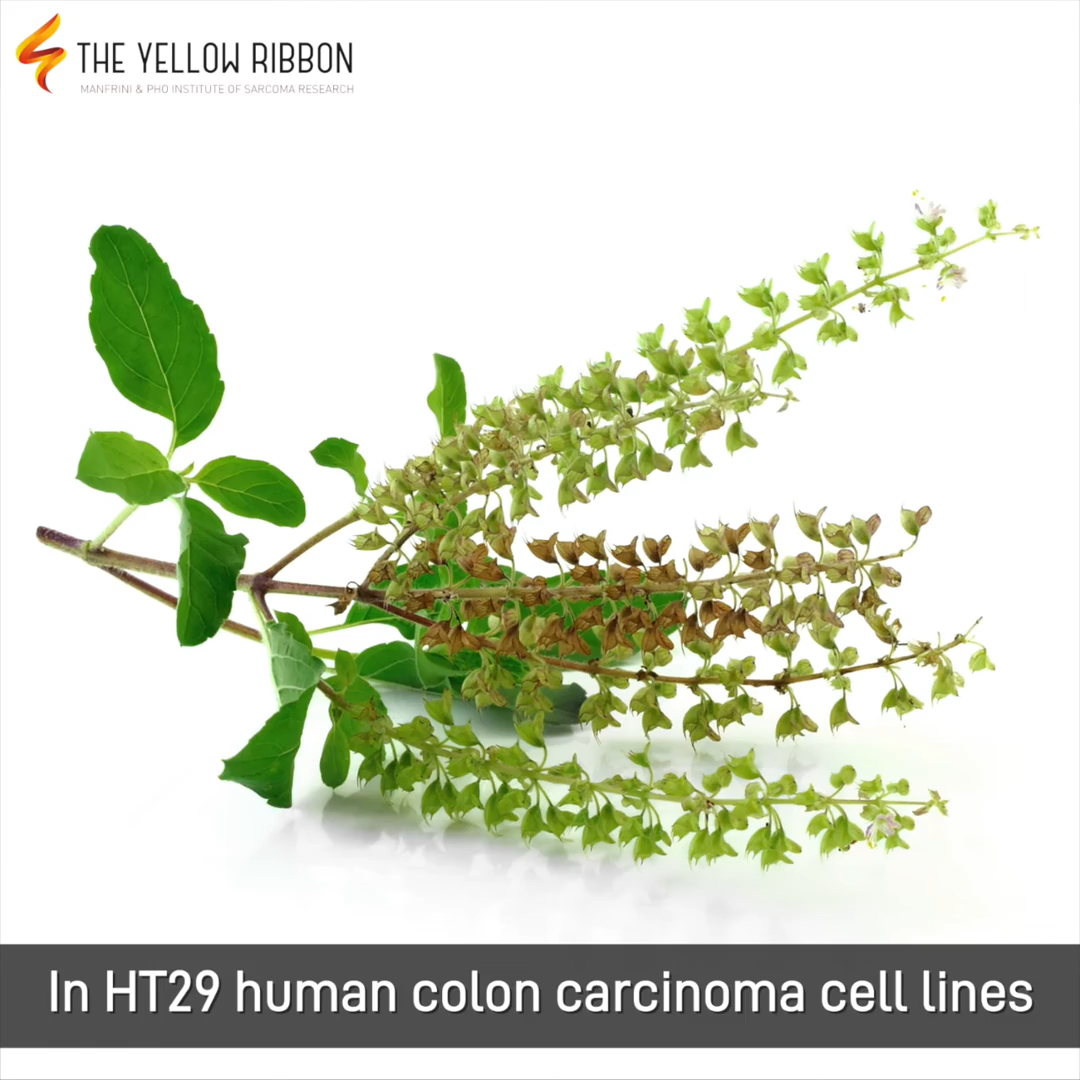 THE YELLOW RIBBON
MANFRINI & PHO INSTITUTE OF SARCOMA RESEARCH
In HT29 human colon carcinoma cell lines